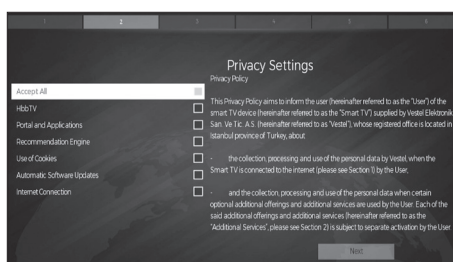 1 2 3 4 5 6
Privacy Settings
Privacy Policy
Accept All
HbbTV
Portal and Applications
Recommendation Engine
Use of Cookies
Automatic Software Updates
Internet Connection
This Privacy Policy aims to inform the user (hereinafter referred to as the "User") of the
smart TV device (hereinafter referred to as the "Smart TV") supplied by Vestel Elektronik
San. Ve Tic. A.S. (hereinafter referred to as "Vestel"), whose registered office is located in
Istanbul province of Turkey, about
- the collection, processing and use of the personal data by Vestel, when the
Smart TV is connected to the internet (please see Section 1) by the User,
- and the collection, processing and use of the personal data when certain
optional additional offerings and additional services are used by the User. Each of the
said additional offerings and additional services (hereinafter referred to as the
"Additional Services", please see Section 2) is subject to separate activation by the User.
Next